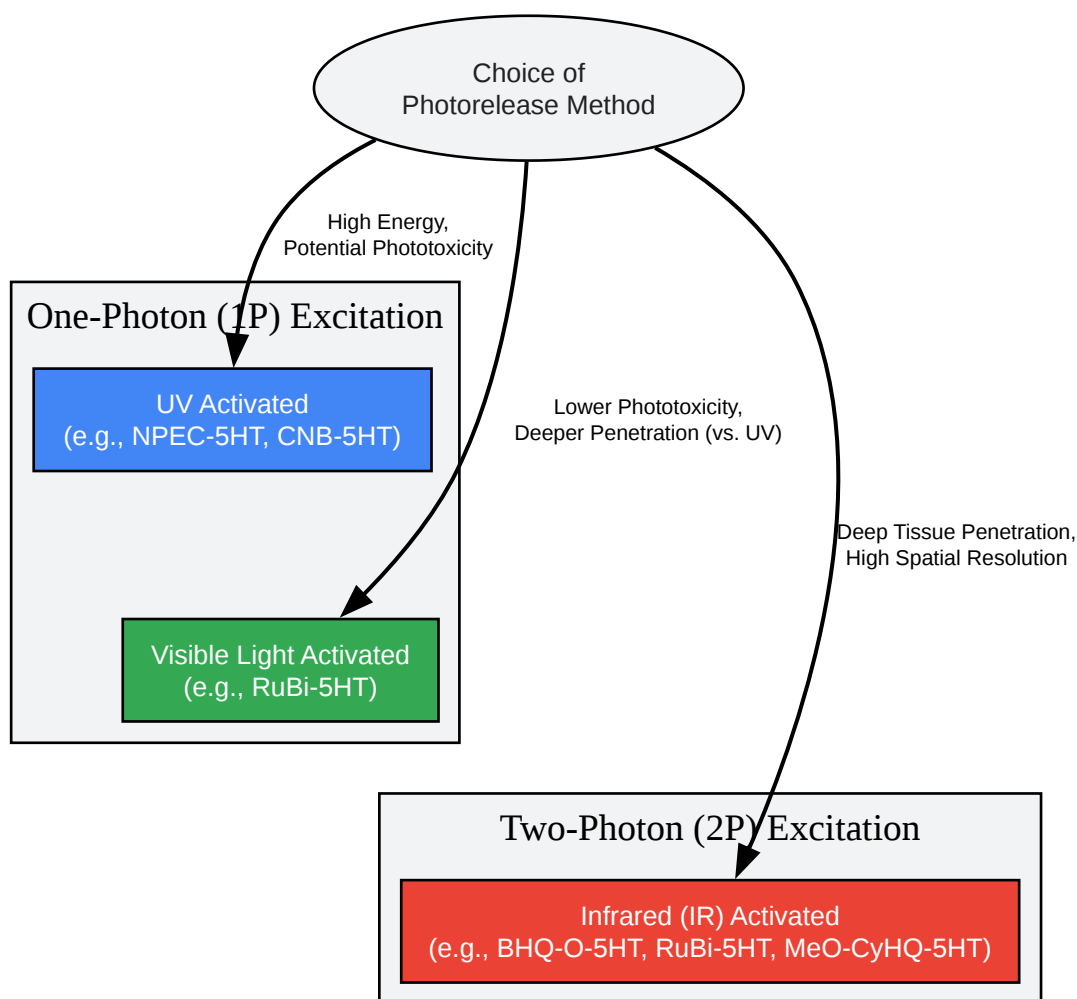 Choice of
Photorelease Method
High Energy,
Potential Phototoxicity
One-Photon (1P) Excitation
UV Activated
(e.g., NPEC-5HT, CNB-5HT)
Lower Phototoxicity,
Deeper Penetration (vs. UV)
Deep Tissue Penetration,
High Spatial Resolution
Visible Light Activated
(e.g., RuBi-5HT)
Two-Photon (2P) Excitation
Infrared (IR) Activated
(e.g., BHQ-O-5HT, RuBi-5HT, MeO-CyHQ-5HT)